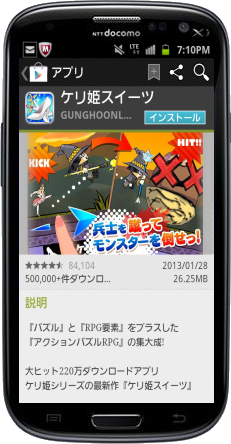 NTT docomo
LTE
7:10PM
アプリ
ケリ姫スイーツ
GUNGHOONL...
インストール
KICK
HIT!!
兵士を蹴って
モンスターを倒せっ!
84,104
2013/01/28
500,000+件ダウンロ...
26.25MB
説明
『パズル』と『RPG要素』をプラスした
『アクションパズルRPG』の集大成!
大ヒット220万ダウンロードアプリ
ケリ姫シリーズの最新作『ケリ姫スイーツ』